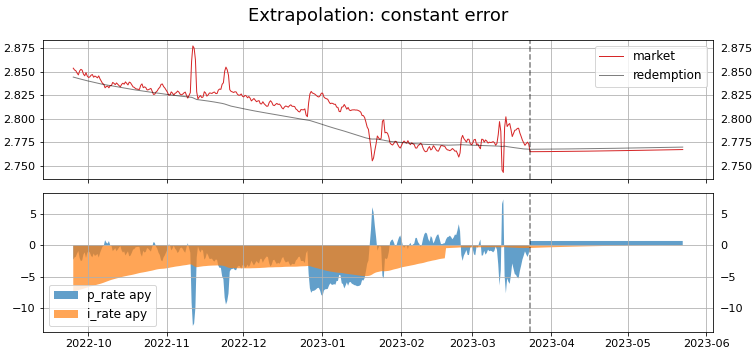 Extrapolation: constant error
2.875 2.875
2.850 2.850
2.825 2.825
2.800 2.800
2.775 2.775
2.750 2.750
market
redemption
5 5
0 0
−5 −5
−10 −10
p_rate apy
i_rate apy
2022-10 2022-11 2022-12 2023-01 2023-02 2023-03 2023-04 2023-05 2023-06